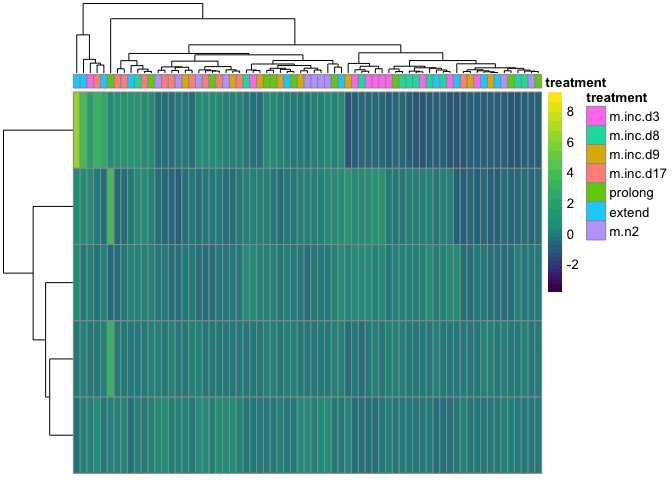 treatment
treatment
8
6
4
2
0
-2
m.inc.d3
m.inc.d8
m.inc.d9
m.inc.d17
prolong
extend
m.n2